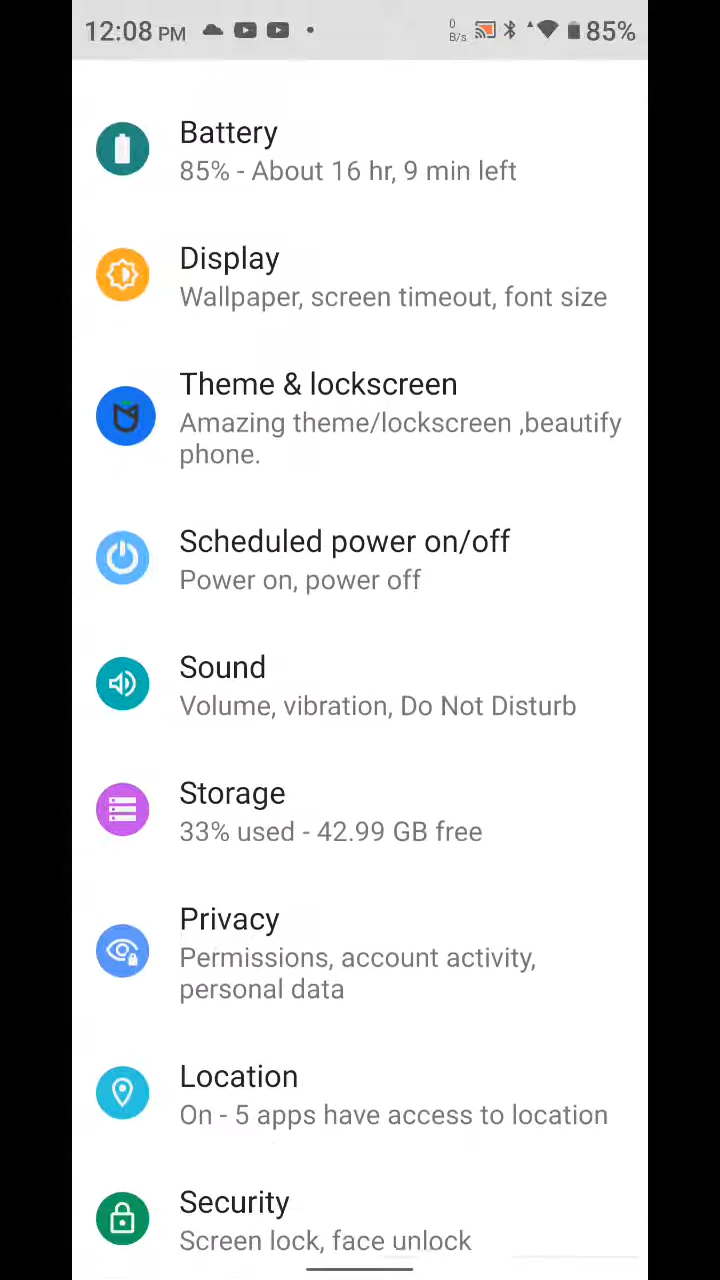 12:08 PM
0
B/s
85%
Battery
85% - About 16 hr, 9 min left
Display
Wallpaper, screen timeout, font size
Theme & lockscreen
Amazing theme/lockscreen ,beautify
phone.
Scheduled power on/off
Power on, power off
Sound
Volume, vibration, Do Not Disturb
Storage
33% used - 42.99 GB free
Privacy
Permissions, account activity,
personal data
Location
On - 5 apps have access to location
Security
Screen lock, face unlock